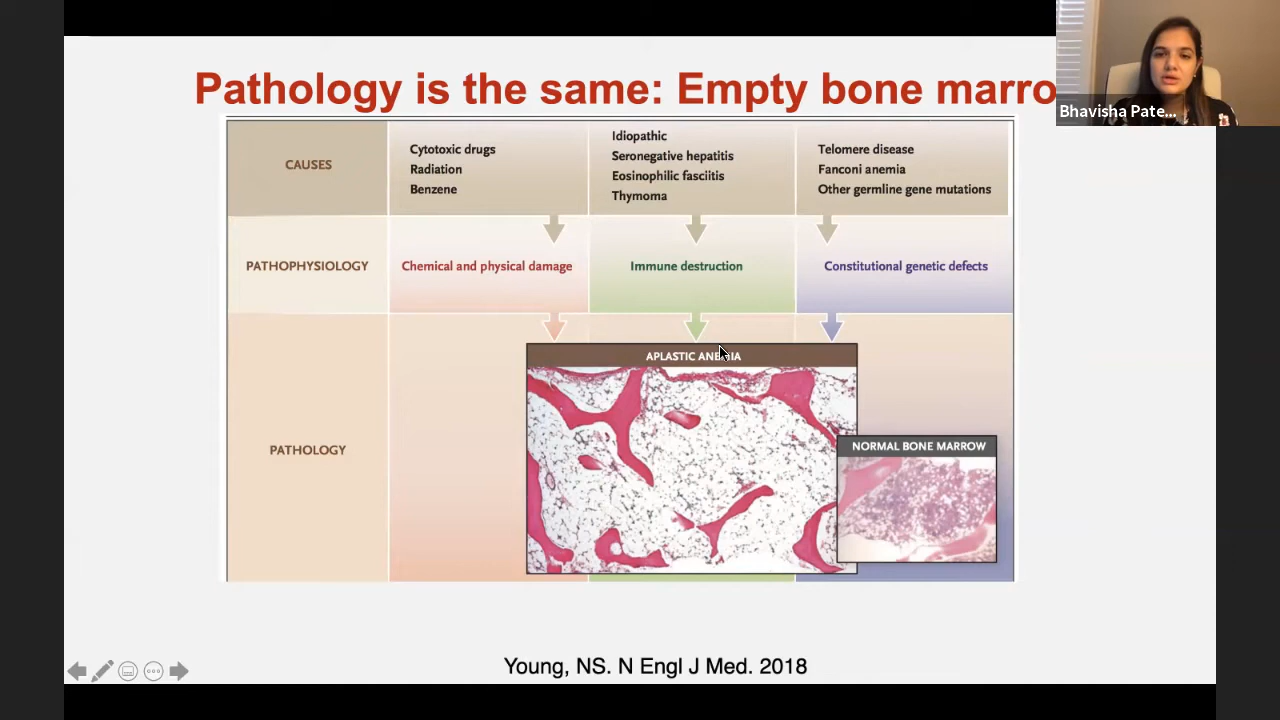 Pathology is the same: Empty bone marro
Bhavisha Pate...
CAUSES
Cytotoxic drugs
Radiation
Benzene
Idiopathic
Seronegative hepatitis
Eosinophilic fasciitis
Thymoma
Telomere disease
Fanconi anemia
Other germline gene mutations
PATHOPHYSIOLOGY
Chemical and physical damage
Immune destruction
Constitutional genetic defects
PATHOLOGY
APLASTIC ANEMIA
NORMAL BONE MARROW
Young, NS. N Engl J Med. 2018